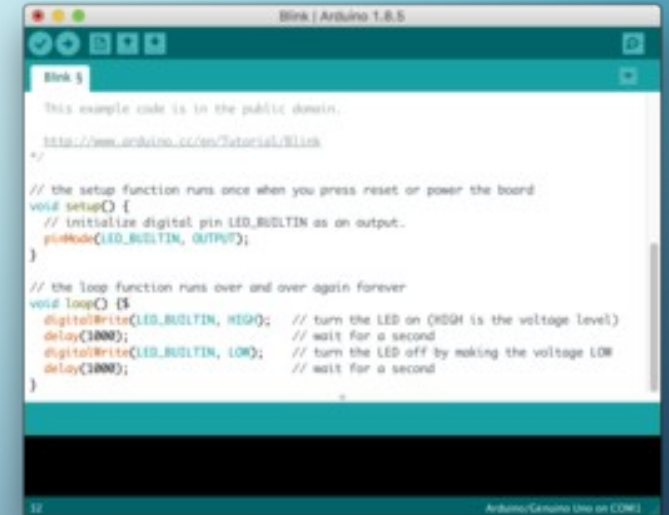 Blink | Arduino 1.8.5
Blink §
This example code is in the public domain.
http://www.arduino.cc/en/Tutorial/Blink
*/
// the setup function runs once when you press reset or power the board
void setup() {
// initialize digital pin LED_BUILTIN as an output.
pinMode(LED_BUILTIN, OUTPUT);
}
// the loop function runs over and over again forever
void loop() {$
digitalWrite(LED_BUILTIN, HIGH); // turn the LED on (HIGH is the voltage level)
delay(1000); // wait for a second
digitalWrite(LED_BUILTIN, LOW); // turn the LED off by making the voltage LOW
delay(1000); // wait for a second
}
32
Arduino/Genuino Uno on COM1